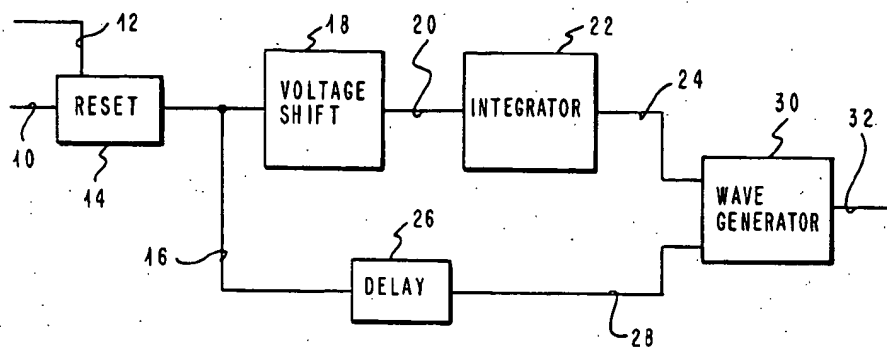 12
18
20
22
24
30
32
VOLTAGE
SHIFT
RESET
INTEGRATOR
10
14
WAVE
GENERATOR
16
26
DELAY
28